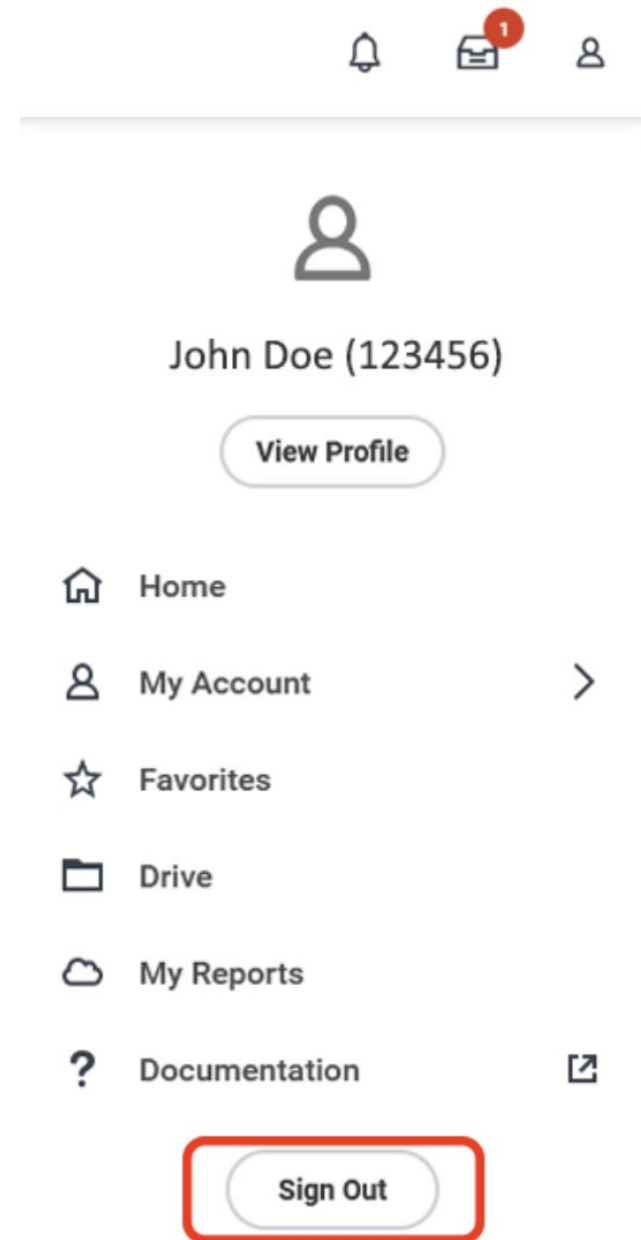 1
John Doe (123456)
View Profile
Home
My Account
Favorites
Drive
My Reports
Documentation
Sign Out